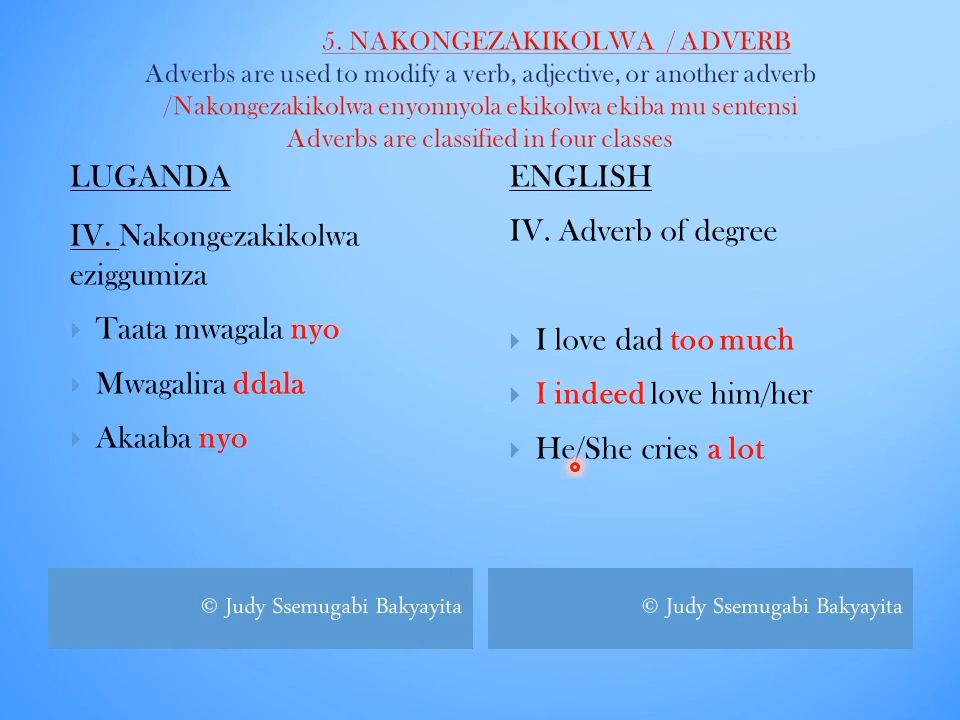 5. NAKONGEZAKIKOLWA / ADVERB
Adverbs are used to modify a verb, adjective, or another adverb
/Nakongezakikolwa enyonnyola ekikolwa ekiba mu sentensi
Adverbs are classified in four classes
LUGANDA
IV. Nakongezakikolwa
eziggumiza
Taata mwagala nyo
Mwagalira ddala
Akaaba nyo
© Judy Ssemugabi Bakyayita
ENGLISH
IV. Adverb of degree
I love dad too much
I indeed love him/her
He/She cries a lot
© Judy Ssemugabi Bakyayita